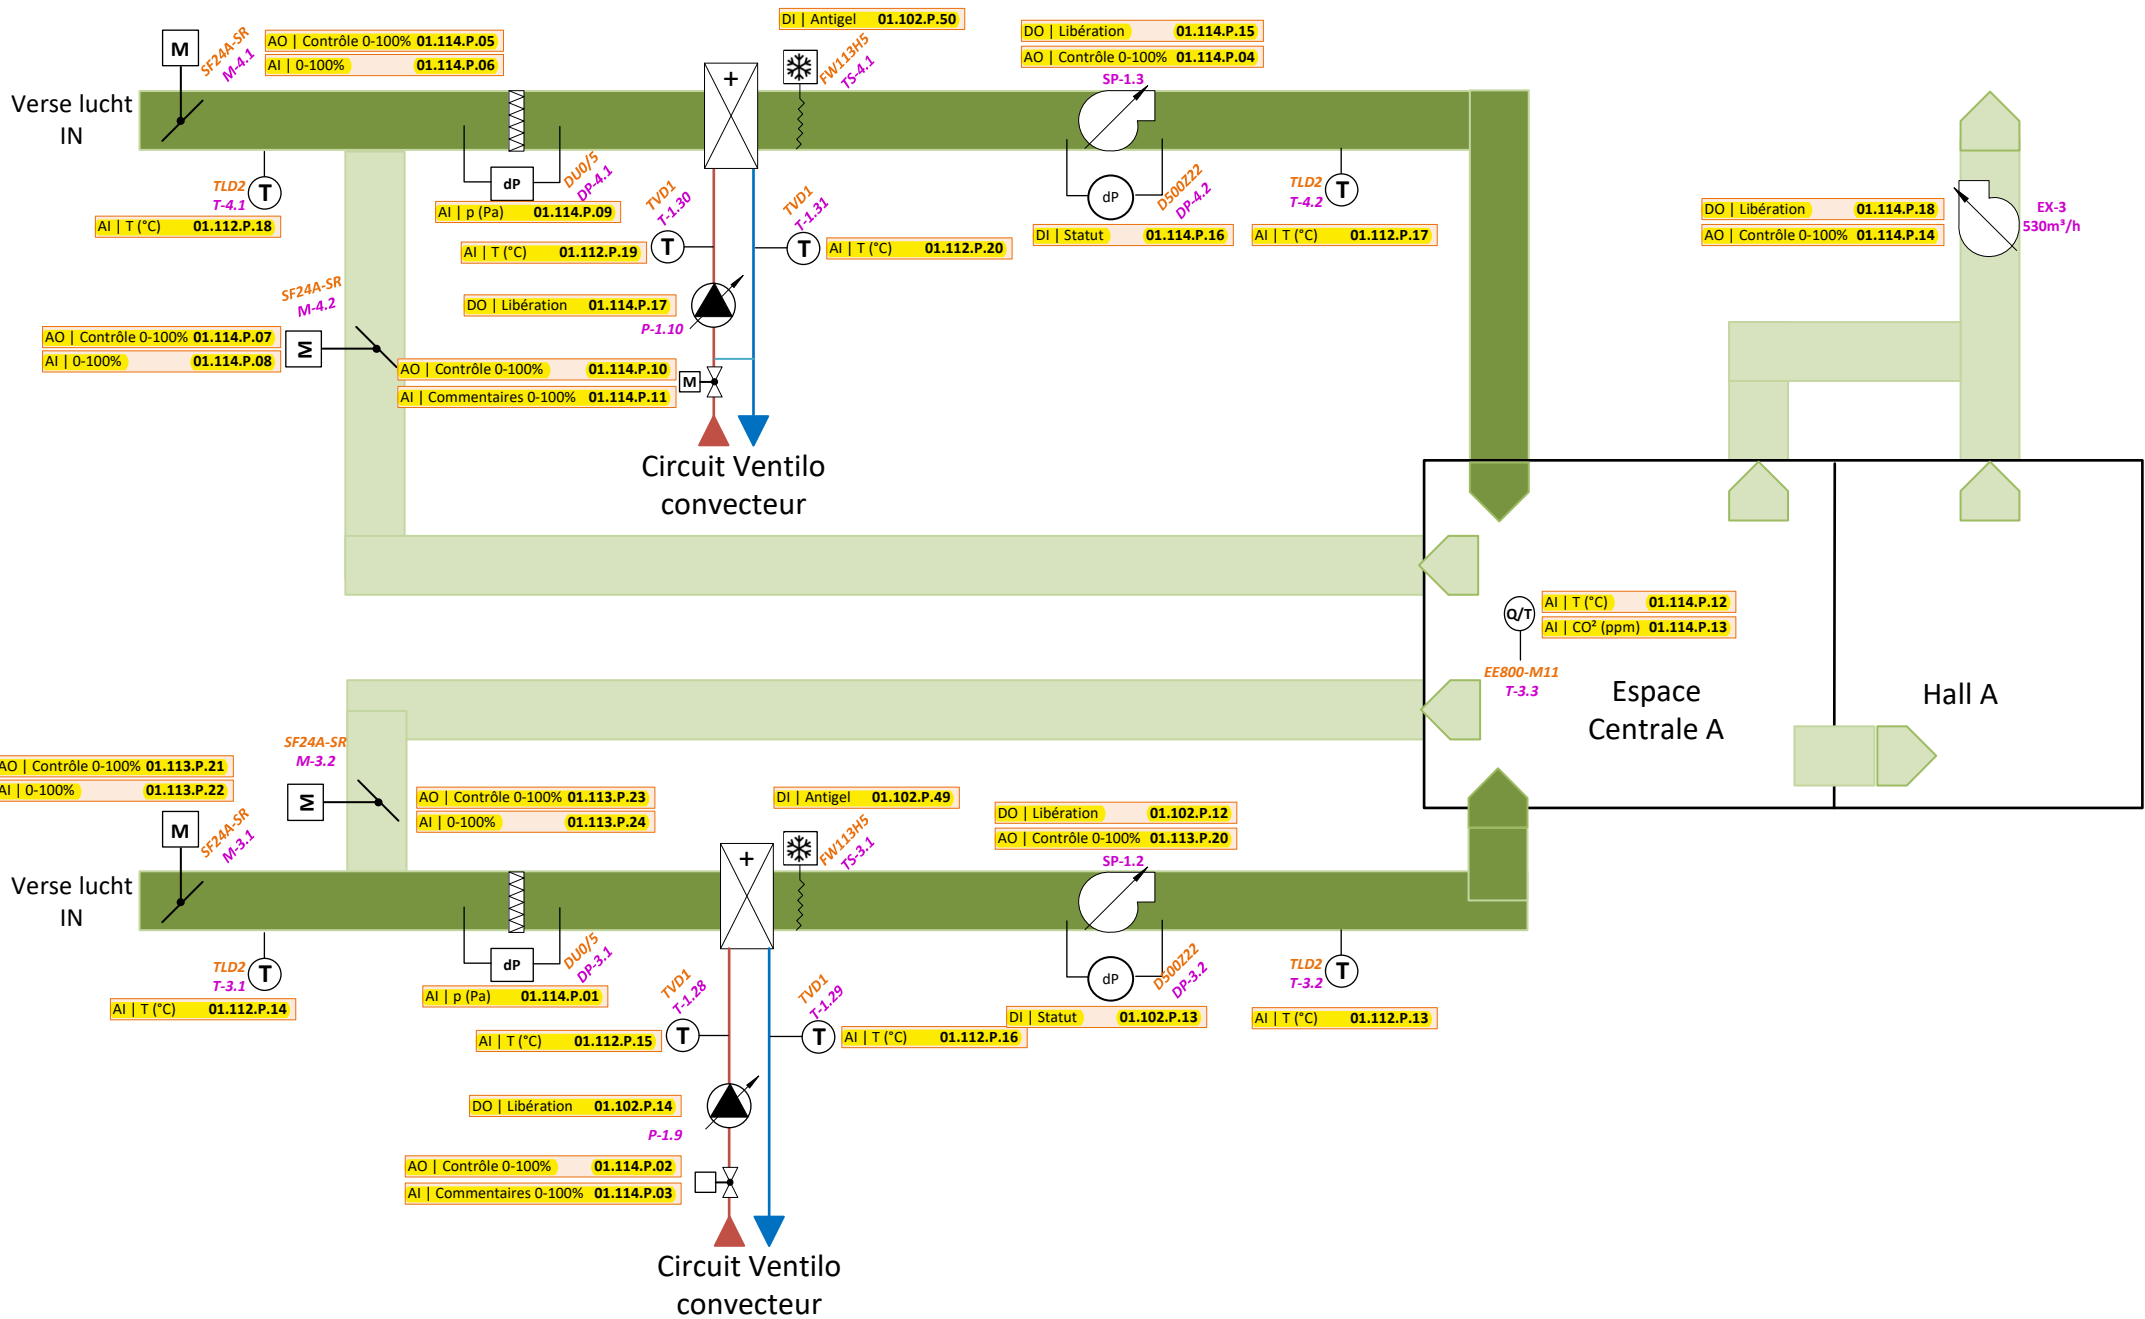 DI | Antigel 01.102.P.50
SF24A-SR
M-4.1
M
AO | Contrôle 0-100% 01.114.P.05
AI | 0-100% 01.114.P.06
FW113H5
TS-4.1
DO | Libération 01.114.P.15
AO | Contrôle 0-100% 01.114.P.04
SP-1.3
+
Verse lucht
IN
TLD2
T-4.1
T
AI | T (°C) 01.112.P.18
dP
DU0/5
DP-4.1
AI | p (Pa) 01.114.P.09
TVD1
T-1.30
T
AI | T (°C) 01.112.P.19
TVD1
T-1.31
T
AI | T (°C) 01.112.P.20
dP
D500Z22
DP-4.2
DI | Statut 01.114.P.16
TLD2
T-4.2
T
AI | T (°C) 01.112.P.17
DO | Libération 01.114.P.18
AO | Contrôle 0-100% 01.114.P.14
EX-3
530m³/h
SF24A-SR
M-4.2
M
AO | Contrôle 0-100% 01.114.P.07
AI | 0-100% 01.114.P.08
DO | Libération 01.114.P.17
P-1.10
AO | Contrôle 0-100% 01.114.P.10
AI | Commentaires 0-100% 01.114.P.11
M
Circuit Ventilo
convecteur
Q/T
AI | T (°C) 01.114.P.12
AI | CO² (ppm) 01.114.P.13
EE800-M11
T-3.3
Espace
Centrale A
Hall A
AO | Contrôle 0-100% 01.113.P.21
AI | 0-100% 01.113.P.22
M
SF24A-SR
M-3.1
SF24A-SR
M-3.2
M
AO | Contrôle 0-100% 01.113.P.23
AI | 0-100% 01.113.P.24
DI | Antigel 01.102.P.49
FW113H5
TS-3.1
DO | Libération 01.102.P.12
AO | Contrôle 0-100% 01.113.P.20
SP-1.2
+
Verse lucht
IN
TLD2
T-3.1
T
AI | T (°C) 01.112.P.14
dP
DU0/5
DP-3.1
AI | p (Pa) 01.114.P.01
TVD1
T-1.28
T
AI | T (°C) 01.112.P.15
TVD1
T-1.29
T
AI | T (°C) 01.112.P.16
dP
D500Z22
DP-3.2
DI | Statut 01.102.P.13
TLD2
T-3.2
T
AI | T (°C) 01.112.P.13
DO | Libération 01.102.P.14
P-1.9
AO | Contrôle 0-100% 01.114.P.02
AI | Commentaires 0-100% 01.114.P.03
Circuit Ventilo
convecteur